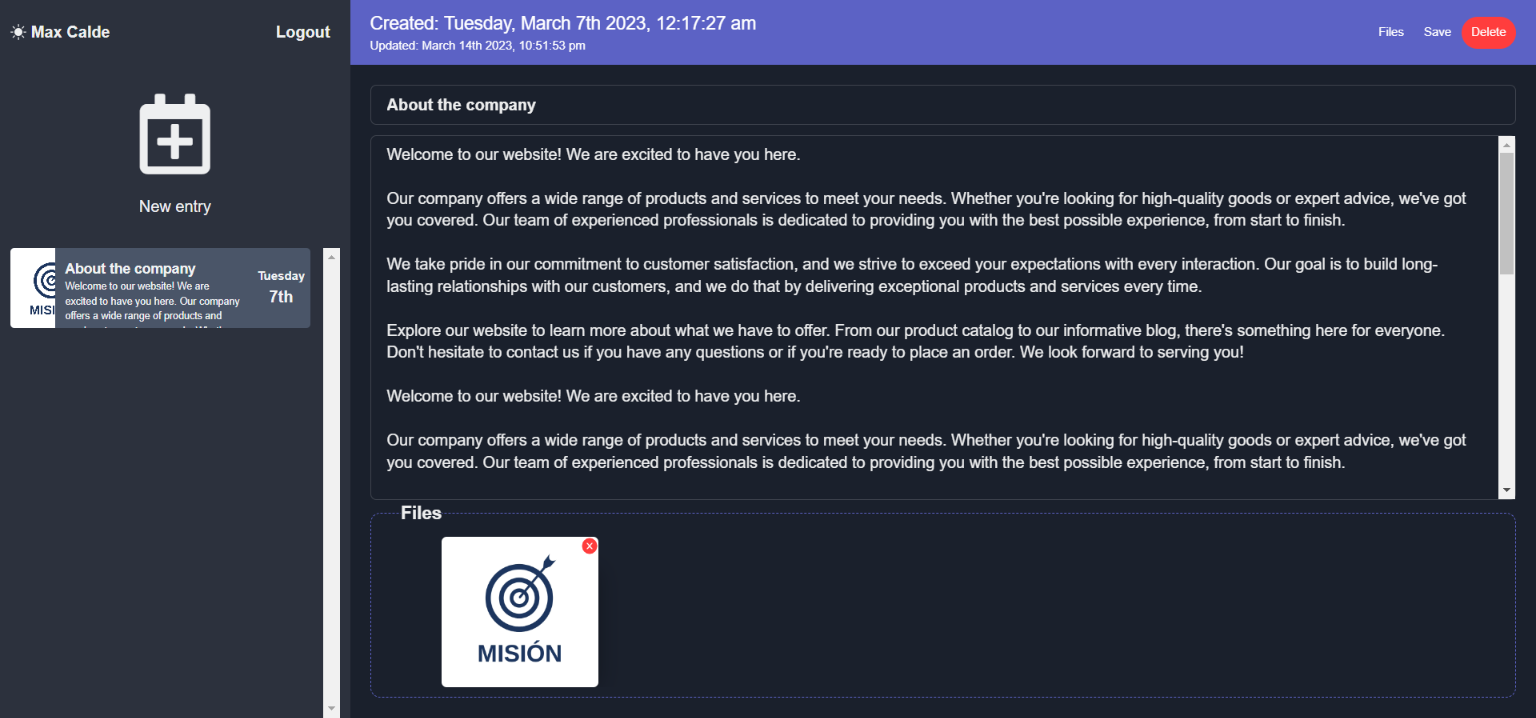 Max Calde
Logout
New entry
About the company
Welcome to our website! We are
excited to have you here. Our company
offers a wide range of products and
Tuesday
7th
MISI
Created: Tuesday, March 7th 2023, 12:17:27 am
Updated: March 14th 2023, 10:51:53 pm
Files
Save
Delete
About the company
Welcome to our website! We are excited to have you here.
Our company offers a wide range of products and services to meet your needs. Whether you're looking for high-quality goods or expert advice, we've got
you covered. Our team of experienced professionals is dedicated to providing you with the best possible experience, from start to finish.
We take pride in our commitment to customer satisfaction, and we strive to exceed your expectations with every interaction. Our goal is to build long-
lasting relationships with our customers, and we do that by delivering exceptional products and services every time.
Explore our website to learn more about what we have to offer. From our product catalog to our informative blog, there's something here for everyone.
Don't hesitate to contact us if you have any questions or if you're ready to place an order. We look forward to serving you!
Welcome to our website! We are excited to have you here.
Our company offers a wide range of products and services to meet your needs. Whether you're looking for high-quality goods or expert advice, we've got
you covered. Our team of experienced professionals is dedicated to providing you with the best possible experience, from start to finish.
Files
MISIÓN